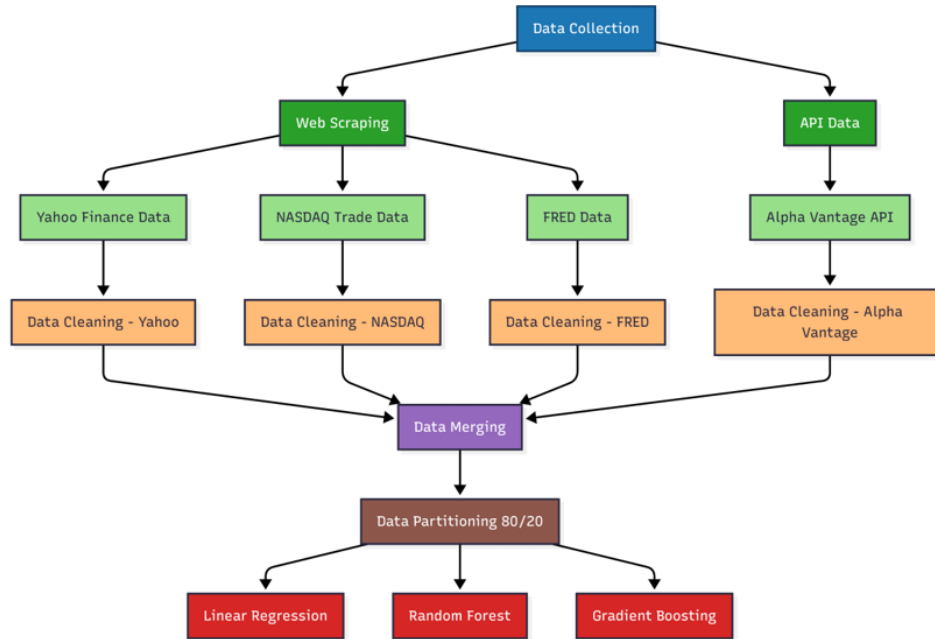 Data Collection
Web Scraping
API Data
Yahoo Finance Data
NASDAQ Trade Data
FRED Data
Alpha Vantage API
Data Cleaning - Yahoo
Data Cleaning - NASDAQ
Data Cleaning - FRED
Data Cleaning - Alpha
Vantage
Data Merging
Data Partitioning 80/20
Linear Regression
Random Forest
Gradient Boosting